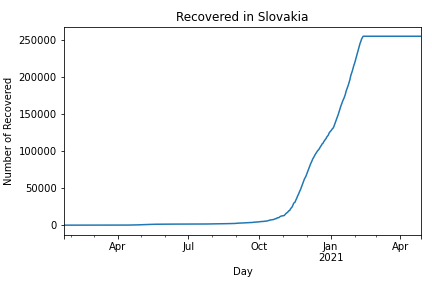 Recovered in Slovakia
Number of Recovered
250000
200000
150000
100000
50000
0
Apr
Jul
Oct
Jan
2021
Apr
Day